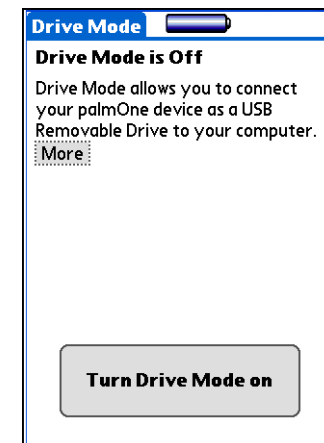 Drive Mode
Drive Mode is Off
Drive Mode allows you to connect
your palmOne device as a USB
Removable Drive to your computer.
More
Turn Drive Mode on